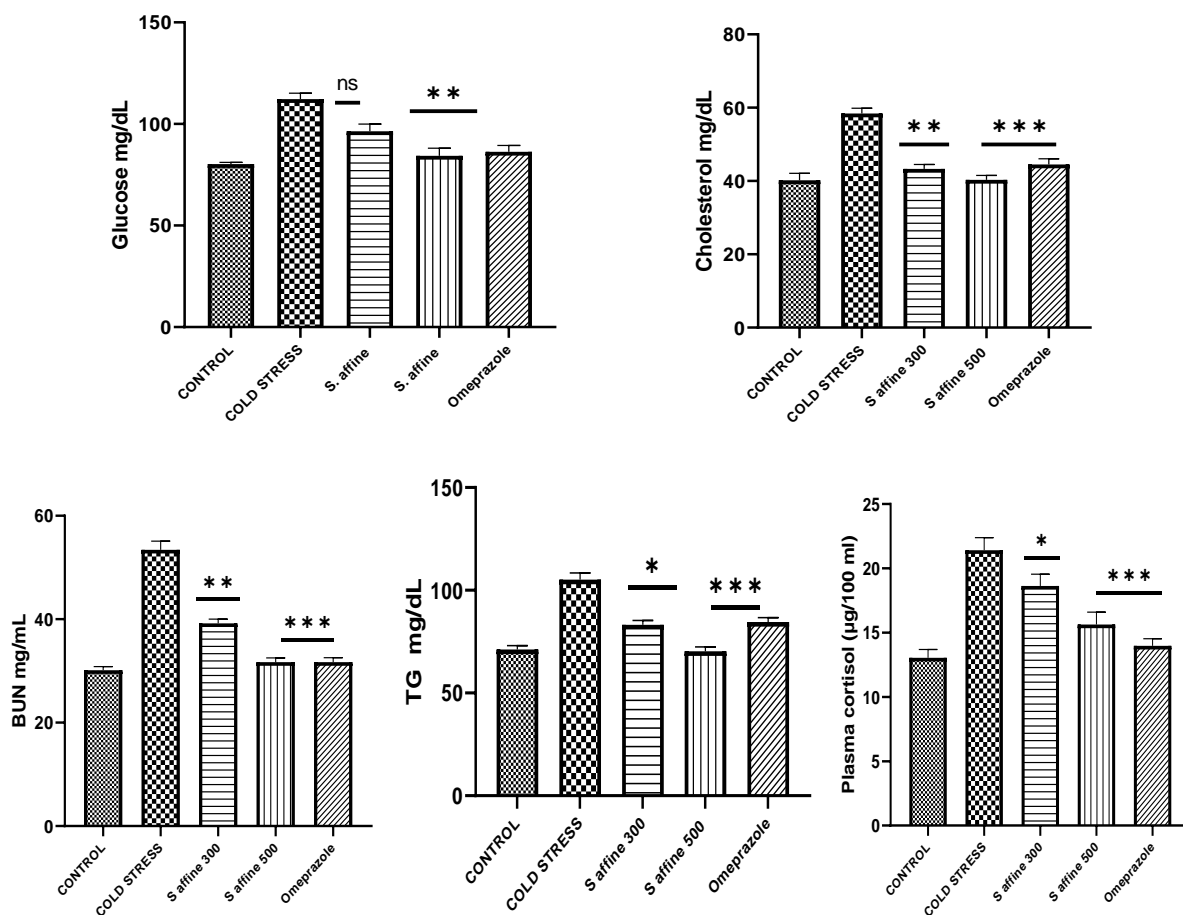 Glucose mg/dL
150
100
50
0
ns
**
CONTROL
COLD STRESS
S. affine
S. affine
Omeprazole
Cholesterol mg/dL
80
60
40
20
0
**
***
CONTROL
COLD STRESS
S affine 300
S affine 500
Omeprazole
BUN mg/mL
60
40
20
0
**
***
CONTROL
COLD STRESS
S affine 300
S affine 500
Omeprazole
TG mg/dL
150
100
50
0
*
***
CONTROL
COLD STRESS
S affine 300
S affine 500
Omeprazole
Plasma cortisol (µg/100 ml)
25
20
15
10
5
0
*
***
CONTROL
COLD STRESS
S affine 300
S affine 500
Omeprazole